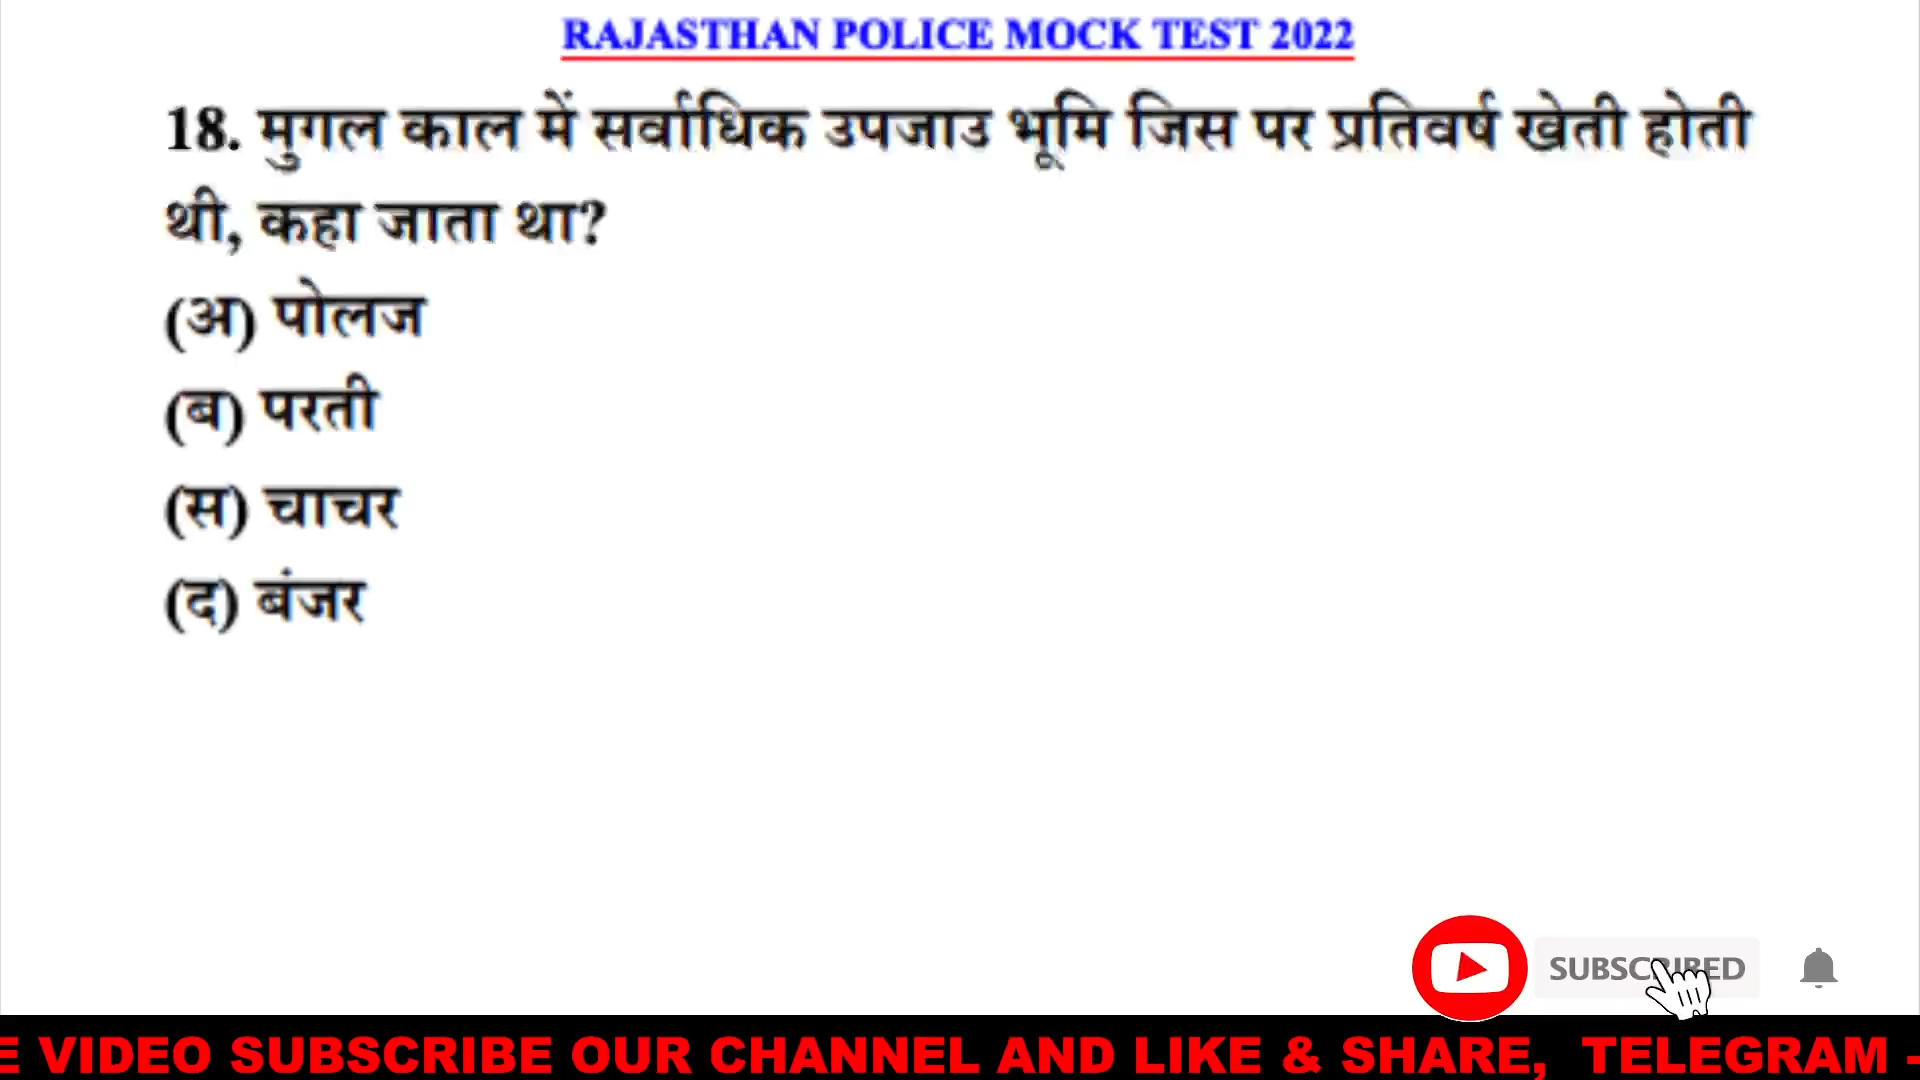 RAJASTHAN POLICE MOCK TEST 2022
18. मुगल काल में सर्वाधिक उपजाउ भूमि जिस पर प्रतिवर्ष खेती होती
थी, कहा जाता था?
(अ) पोलज
(ब) परती
(स) चाचर
(द) बंजर
SUBSCRIBED
E VIDEO SUBSCRIBE OUR CHANNEL AND LIKE & SHARE, TELEGRAM -